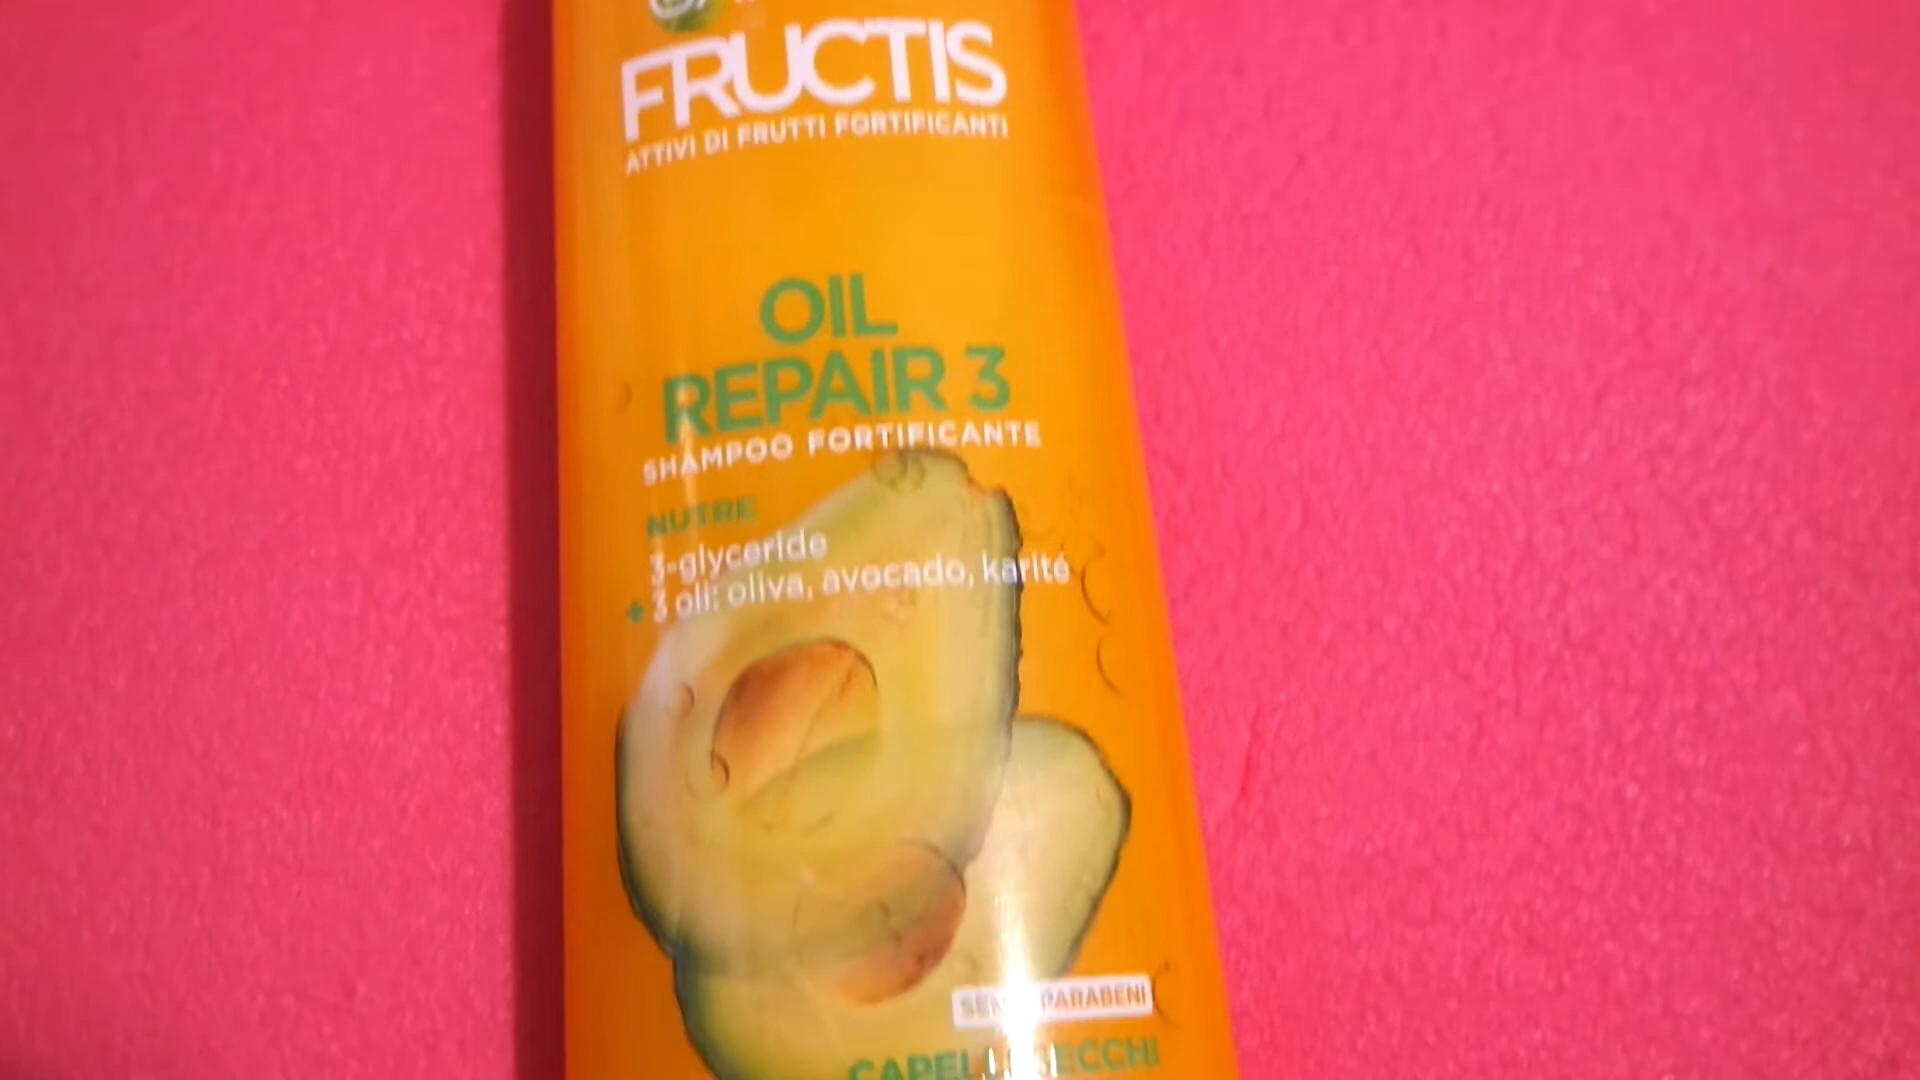 FRUCTIS
ATTIVI DI FRUTTI FORTIFICANTI
OIL
REPAIR 3
SHAMPOO FORTIFICANTE
NUTRE
3-glyceride
+ 3 oli: oliva, avocado, karité
PARABENI